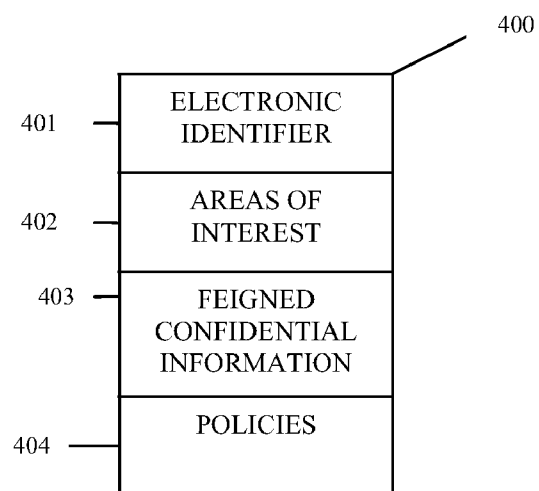 400
401
ELECTRONIC
IDENTIFIER
402
AREAS OF
INTEREST
403
FEIGNED
CONFIDENTIAL
INFORMATION
404
POLICIES